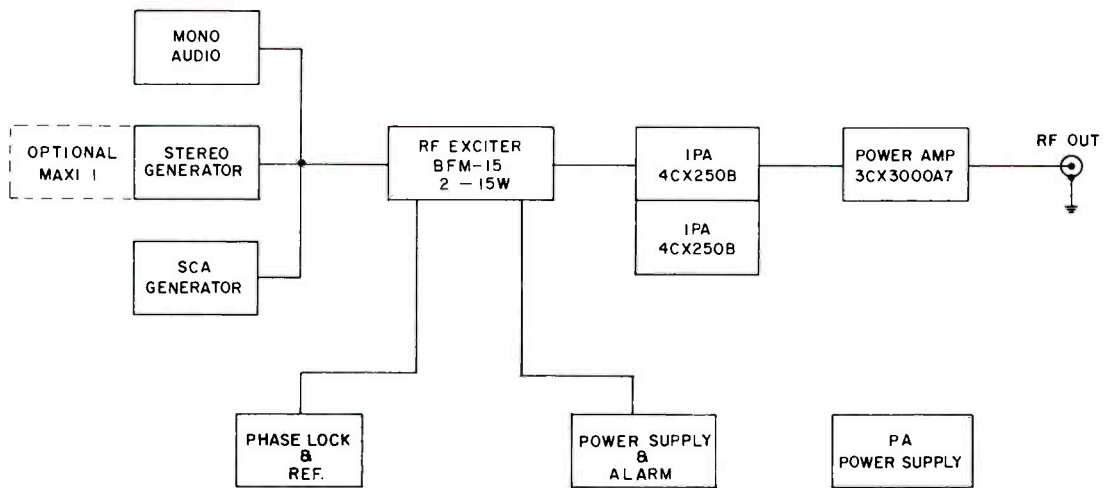 MONO
AUDIO
OPTIONAL
MAXI I
STEREO
GENERATOR
SCA
GENERATOR
RF EXCITER
BFM-15
2 – 15W
IPA
4CX250B
IPA
4CX250B
POWER AMP
3CX3000A7
RF OUT
PHASE LOCK
&
REF.
POWER SUPPLY
&
ALARM
PA
POWER SUPPLY